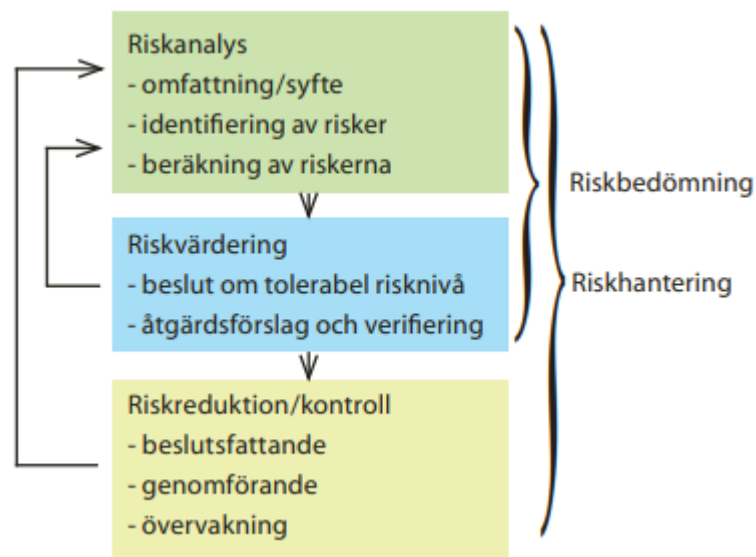 Riskanalys
- omfattning/syfte
- identifiering av risker
- beräkning av riskerna
Riskvärdering
- beslut om tolerabel risknivå
- åtgärdsförslag och verifiering
Riskreduktion/kontroll
- beslutsfattande
- genomförande
- övervakning
Riskbedömning
Riskhantering